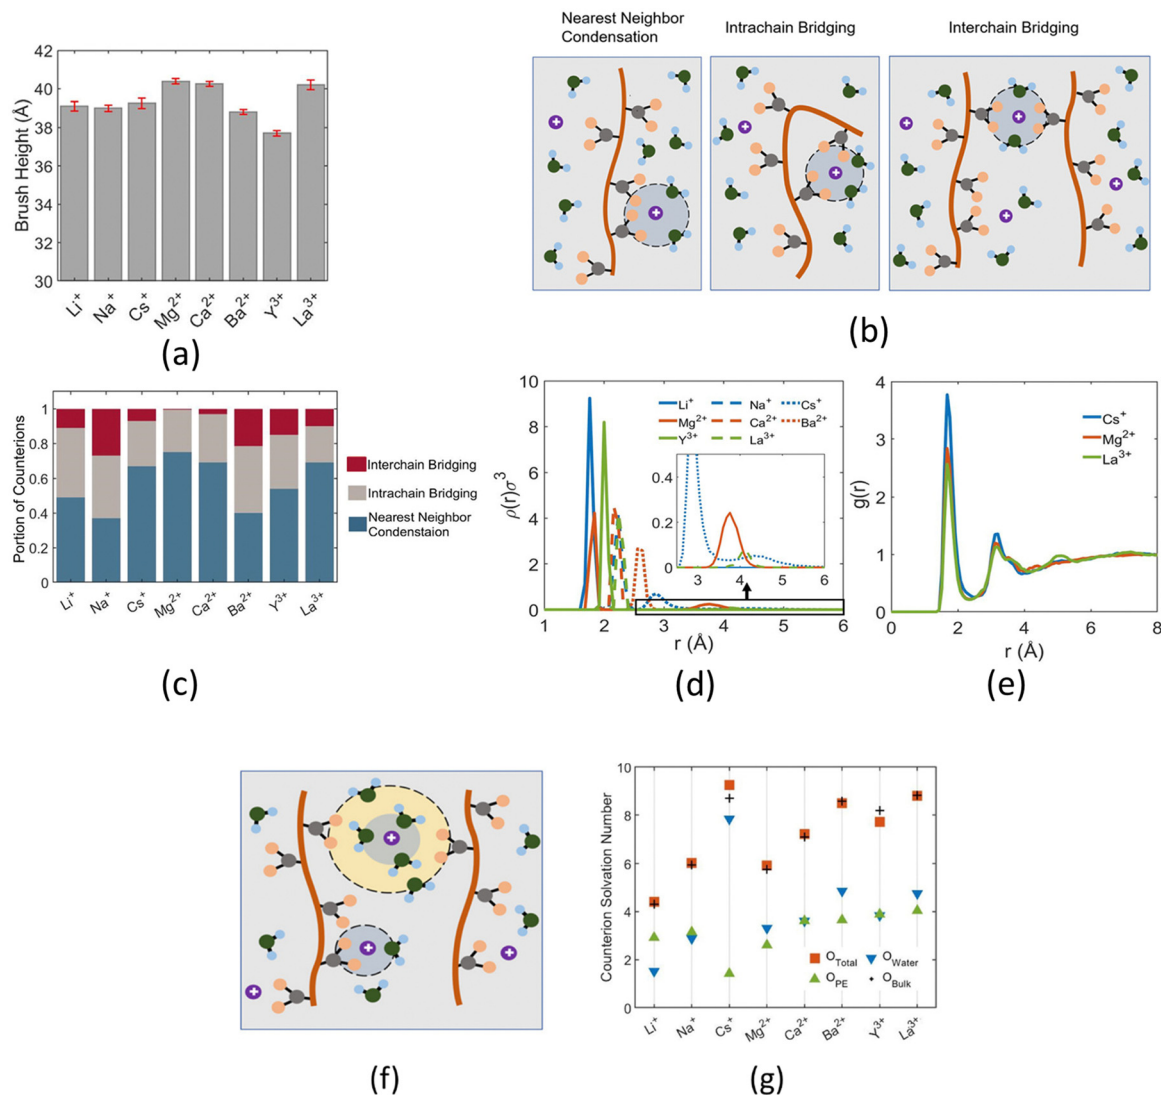 Nearest Neighbor
Condensation
Intrachain Bridging
Interchain Bridging
Brush Height (Å)
42
40
38
36
34
32
30
Li⁺
Na⁺
Cs⁺
Mg²⁺
Ca²⁺
Ba²⁺
Y³⁺
La³⁺
(a)
(b)
Portion of Counterions
1
0.8
0.6
0.4
0.2
0
Li⁺
Na⁺
Cs⁺
Mg²⁺
Ca²⁺
Ba²⁺
Y³⁺
La³⁺
Interchain Bridging
Intrachain Bridging
Nearest Neighbor
Condenstaion
(c)
ρ(r)σ³
10
8
6
4
2
0
Li⁺ Na⁺ Cs⁺
Mg²⁺ Ca²⁺ Ba²⁺
Y³⁺ La³⁺
0.4
0.2
0
3 4 5 6
1 2 3 4 5 6
r (Å)
(d)
g(r)
4
3
2
1
0
Cs⁺
Mg²⁺
La³⁺
0 2 4 6 8
r (Å)
(e)
(f)
Counterion Solvation Number
10
8
6
4
2
0
O_Total O_Water
O_PE O_Bulk
Li⁺
Na⁺
Cs⁺
Mg²⁺
Ca²⁺
Ba²⁺
Y³⁺
La³⁺
(g)